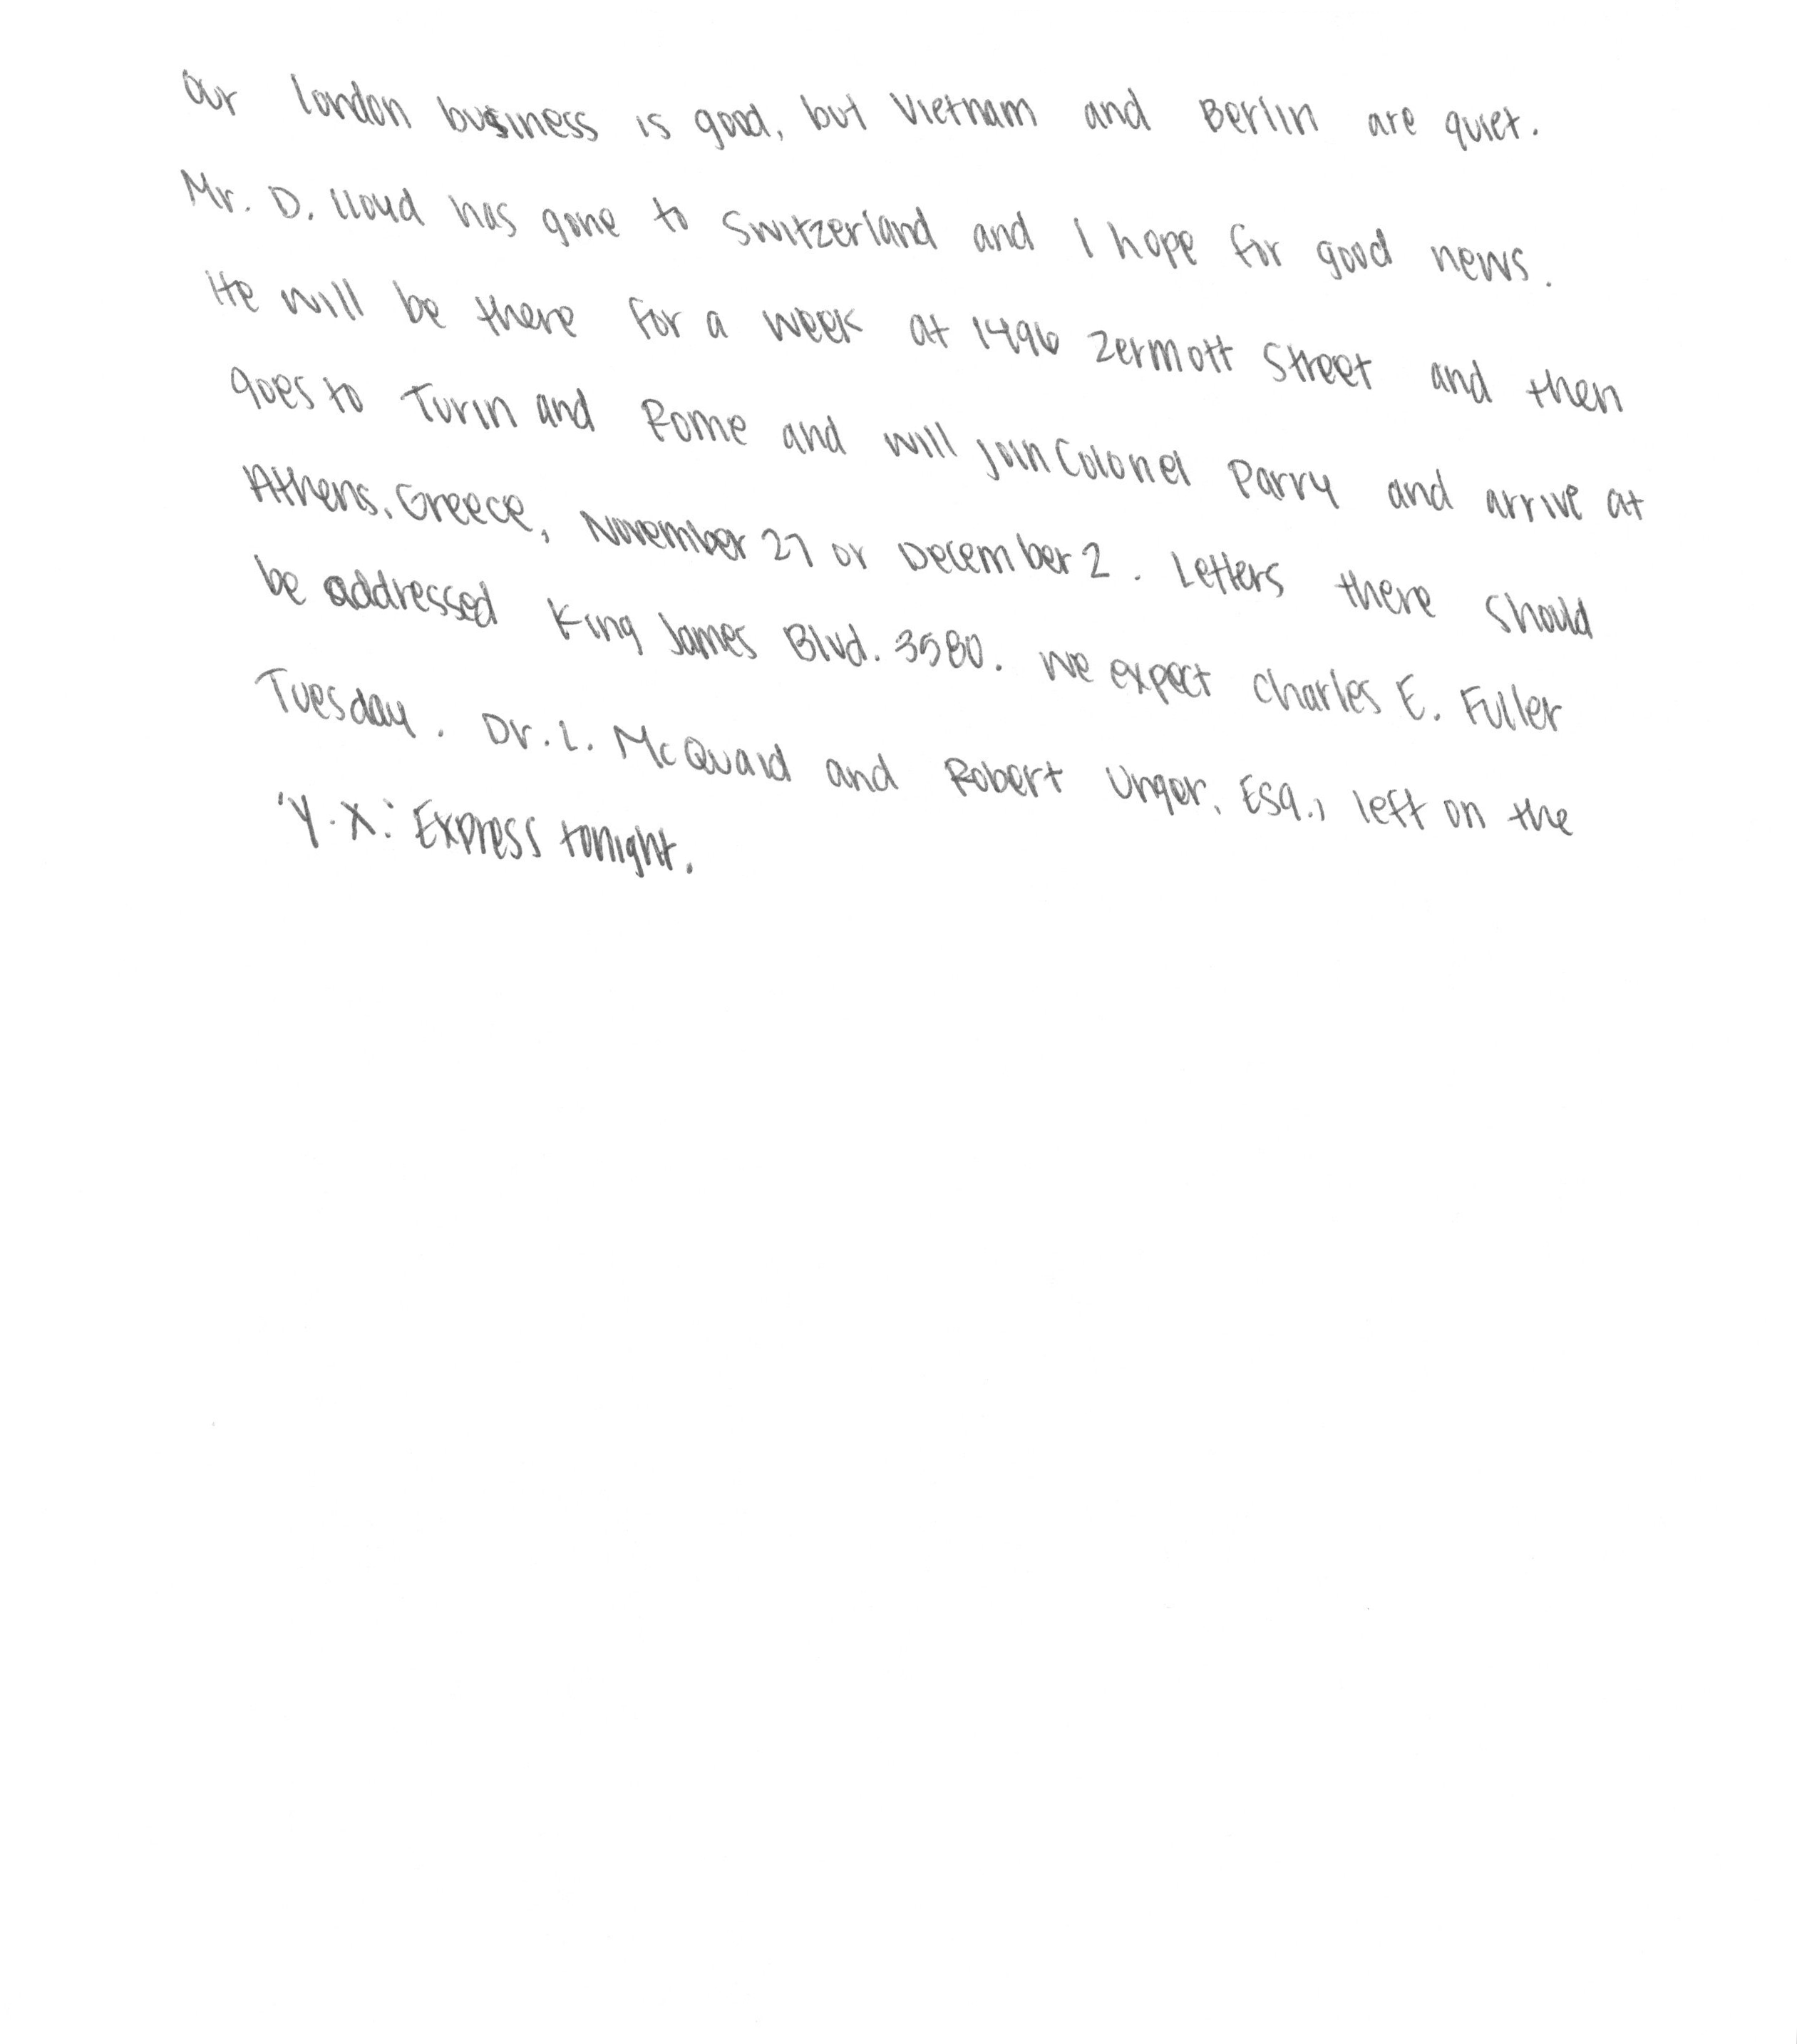 Our London business is good, but Vietnam and Berlin are quiet.
Mr. D. Lloyd has gone to Switzerland and I hope for good news.
He will be there for a week at 1496 Zermott Street and then
goes to Turin and Rome and will join Colonel Parry and arrive at
Athens, Greece, November 27 or December 2. Letters there should
be addressed King James Blvd. 3580. We expect Charles E. Fuller
Tuesday. Dr. L. McQuaid and Robert Unger, Esq., left on the
'Y.X.' Express tonight.